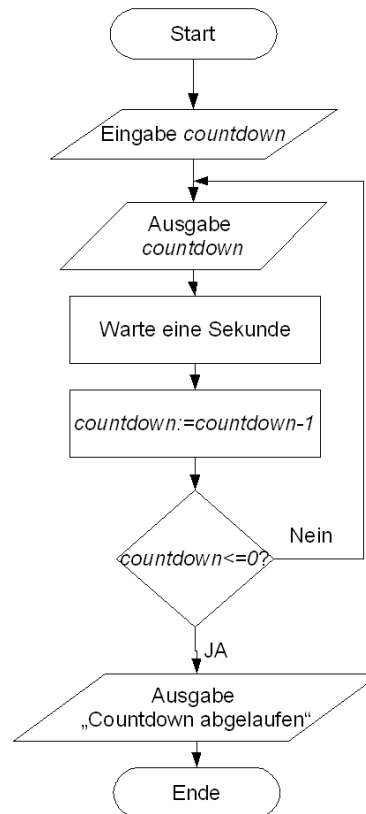 Start
Eingabe countdown
Ausgabe
countdown
Warte eine Sekunde
countdown:=countdown-1
Nein
countdown<=0?
JA
Ausgabe
„Countdown abgelaufen“
Ende